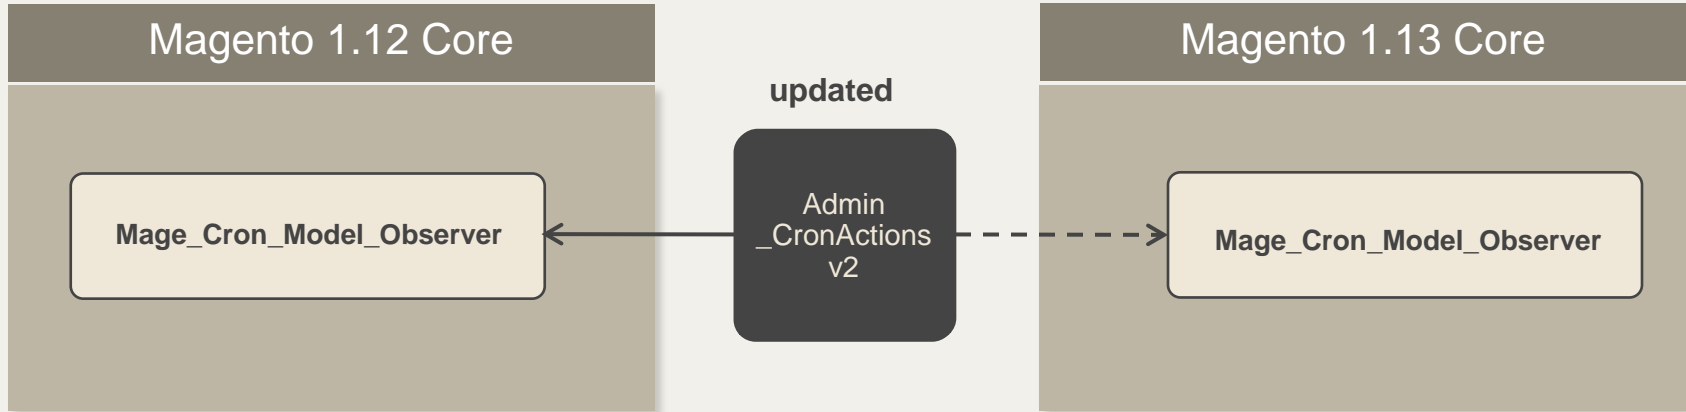 Magento 1.12 Core
Magento 1.13 Core
updated
Mage_Cron_Model_Observer
Admin
_CronActions
v2
Mage_Cron_Model_Observer